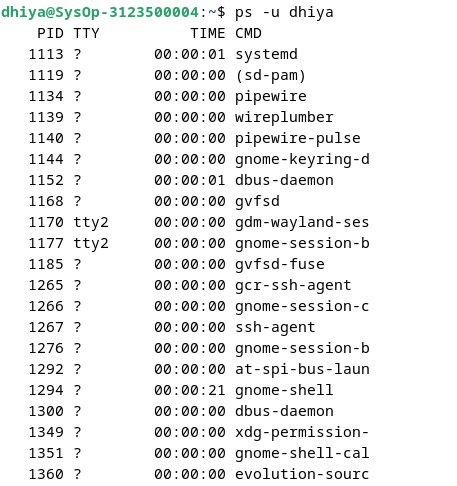 dhiya@SysOp-3123500004:~$ ps -u dhiya
    PID TTY          TIME CMD
   1113 ?        00:00:01 systemd
   1119 ?        00:00:00 (sd-pam)
   1134 ?        00:00:00 pipewire
   1139 ?        00:00:00 wireplumber
   1140 ?        00:00:00 pipewire-pulse
   1144 ?        00:00:00 gnome-keyring-d
   1152 ?        00:00:01 dbus-daemon
   1168 ?        00:00:00 gvfsd
   1170 tty2     00:00:00 gdm-wayland-ses
   1177 tty2     00:00:00 gnome-session-b
   1185 ?        00:00:00 gvfsd-fuse
   1265 ?        00:00:00 gcr-ssh-agent
   1266 ?        00:00:00 gnome-session-c
   1267 ?        00:00:00 ssh-agent
   1276 ?        00:00:00 gnome-session-b
   1292 ?        00:00:00 at-spi-bus-laun
   1294 ?        00:00:21 gnome-shell
   1300 ?        00:00:00 dbus-daemon
   1349 ?        00:00:00 xdg-permission-
   1351 ?        00:00:00 gnome-shell-cal
   1360 ?        00:00:00 evolution-sourc